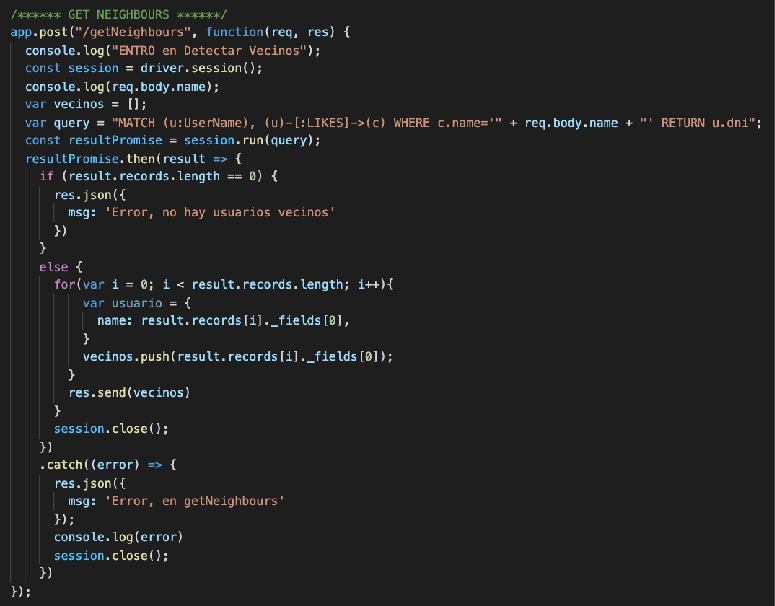 /****** GET NEIGHBOURS ******/
app.post("/getNeighbours", function(req, res) {
  console.log("ENTRO en Detectar Vecinos");
  const session = driver.session();
  console.log(req.body.name);
  var vecinos = [];
  var query = "MATCH (u:UserName), (u)-[:LIKES]->(c) WHERE c.name='" + req.body.name + "' RETURN u.dni";
  const resultPromise = session.run(query);
  resultPromise.then(result => {
    if (result.records.length == 0) {
      res.json({
        msg: 'Error, no hay usuarios vecinos'
      })
    }
    else {
      for(var i = 0; i < result.records.length; i++){
          var usuario = {
            name: result.records[i]._fields[0],
          }
          vecinos.push(result.records[i]._fields[0]);
        }
        res.send(vecinos)
      }
      session.close();
    })
    .catch((error) => {
      res.json({
        msg: 'Error, en getNeighbours'
      });
      console.log(error)
      session.close();
    })
});